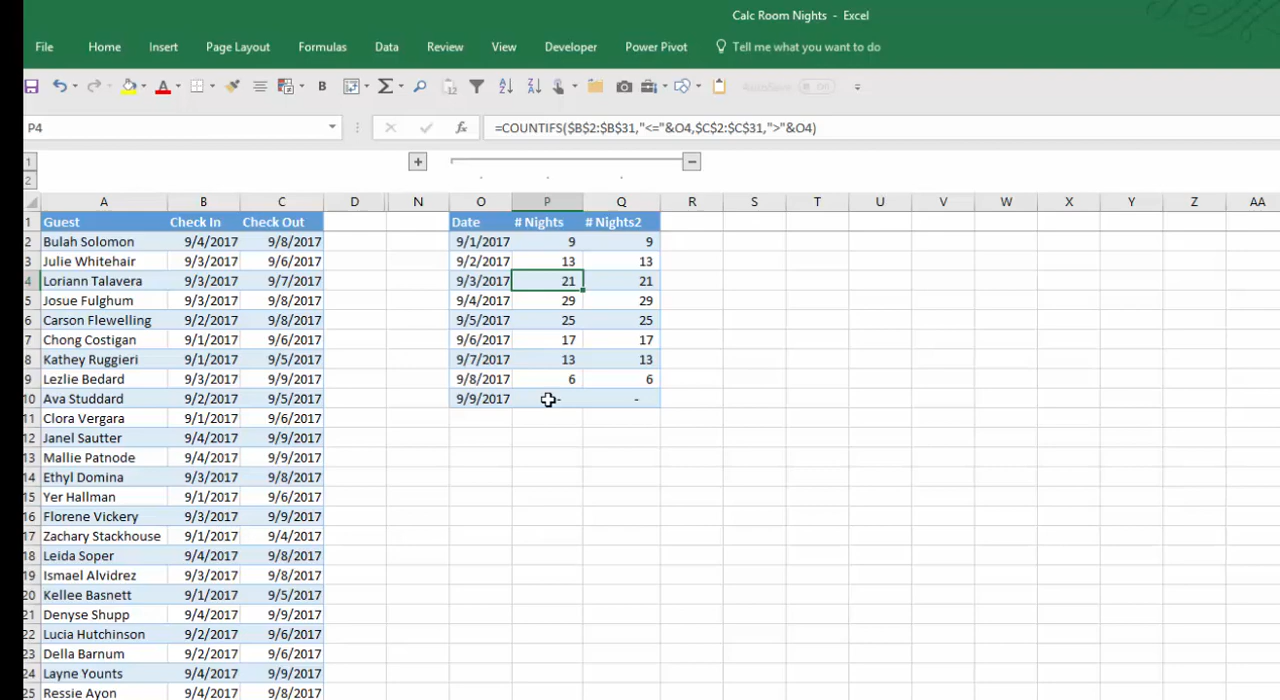 Calc Room Nights - Excel
File Home Insert Page Layout Formulas Data Review View Developer Power Pivot Tell me what you want to do
B AutoSave Off
P4 fx =COUNTIFS($B$2:$B$31,"<="&O4,$C$2:$C$31,">"&O4)
1
2
A B C D N O P Q R S T U V W X Y Z AA
1 Guest Check In Check Out Date # Nights # Nights2
2 Bulah Solomon 9/4/2017 9/8/2017 9/1/2017 9 9
3 Julie Whitehair 9/3/2017 9/6/2017 9/2/2017 13 13
4 Loriann Talavera 9/3/2017 9/7/2017 9/3/2017 21 21
5 Josue Fulghum 9/3/2017 9/8/2017 9/4/2017 29 29
6 Carson Flewelling 9/2/2017 9/8/2017 9/5/2017 25 25
7 Chong Costigan 9/1/2017 9/6/2017 9/6/2017 17 17
8 Kathey Ruggieri 9/1/2017 9/5/2017 9/7/2017 13 13
9 Lezlie Bedard 9/3/2017 9/9/2017 9/8/2017 6 6
10 Ava Studdard 9/2/2017 9/5/2017 9/9/2017 - -
11 Clora Vergara 9/1/2017 9/6/2017
12 Janel Sautter 9/4/2017 9/9/2017
13 Mallie Patnode 9/4/2017 9/9/2017
14 Ethyl Domina 9/3/2017 9/8/2017
15 Yer Hallman 9/1/2017 9/6/2017
16 Florene Vickery 9/3/2017 9/9/2017
17 Zachary Stackhouse 9/1/2017 9/4/2017
18 Leida Soper 9/4/2017 9/8/2017
19 Ismael Alvidrez 9/3/2017 9/8/2017
20 Kellee Basnett 9/1/2017 9/5/2017
21 Denyse Shupp 9/4/2017 9/9/2017
22 Lucia Hutchinson 9/2/2017 9/6/2017
23 Della Barnum 9/2/2017 9/6/2017
24 Layne Younts 9/4/2017 9/9/2017
25 Ressie Ayon 9/4/2017 9/8/2017